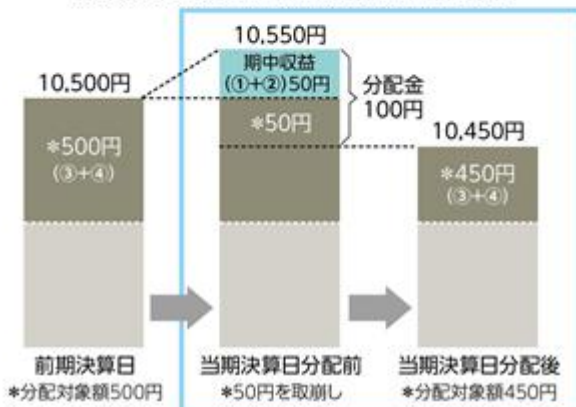 10,550円
期中収益
(①+②)50円
10,500円
分配金
100円
*50円
10,450円
*500円
(③+④)
*450円
(③+④)
前期決算日
*分配対象額500円
当期決算日分配前
*50円を取崩し
当期決算日分配後
*分配対象額450円